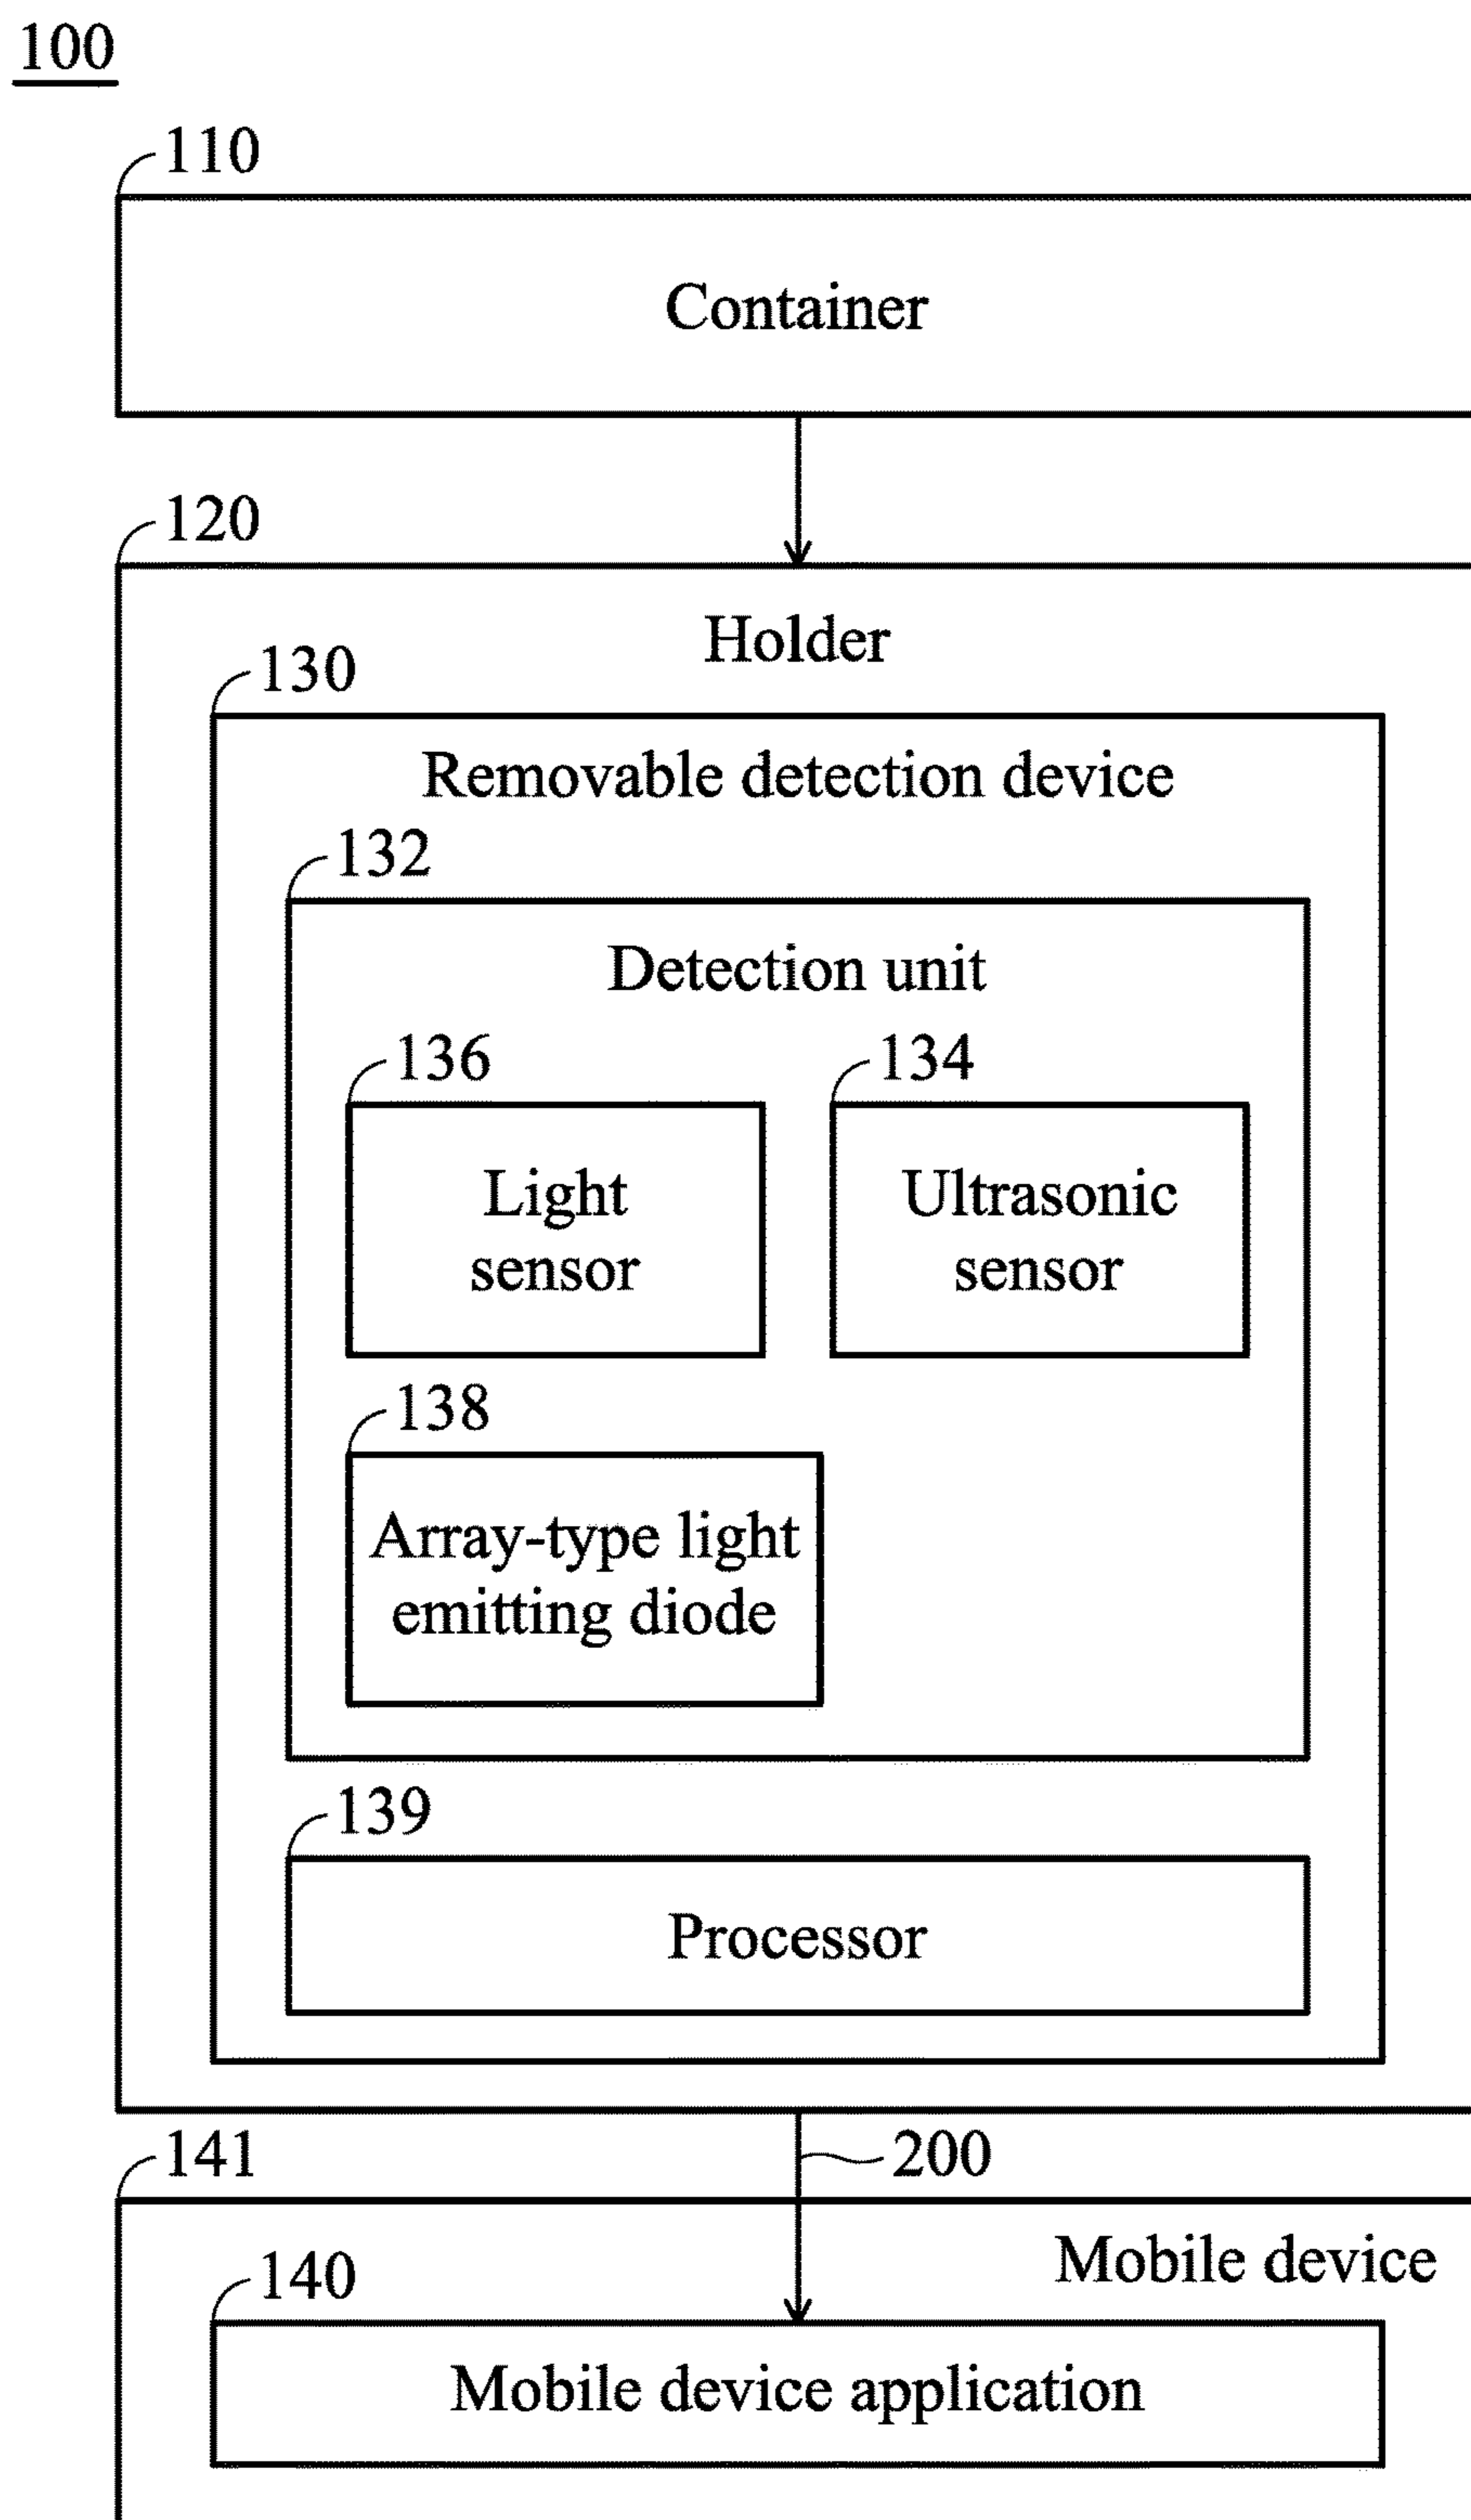 100
110
Container
120
Holder
130
Removable detection device
132
Detection unit
136
134
Light
sensor
Ultrasonic
sensor
138
Array-type light
emitting diode
139
Processor
141
200
Mobile device
140
Mobile device application